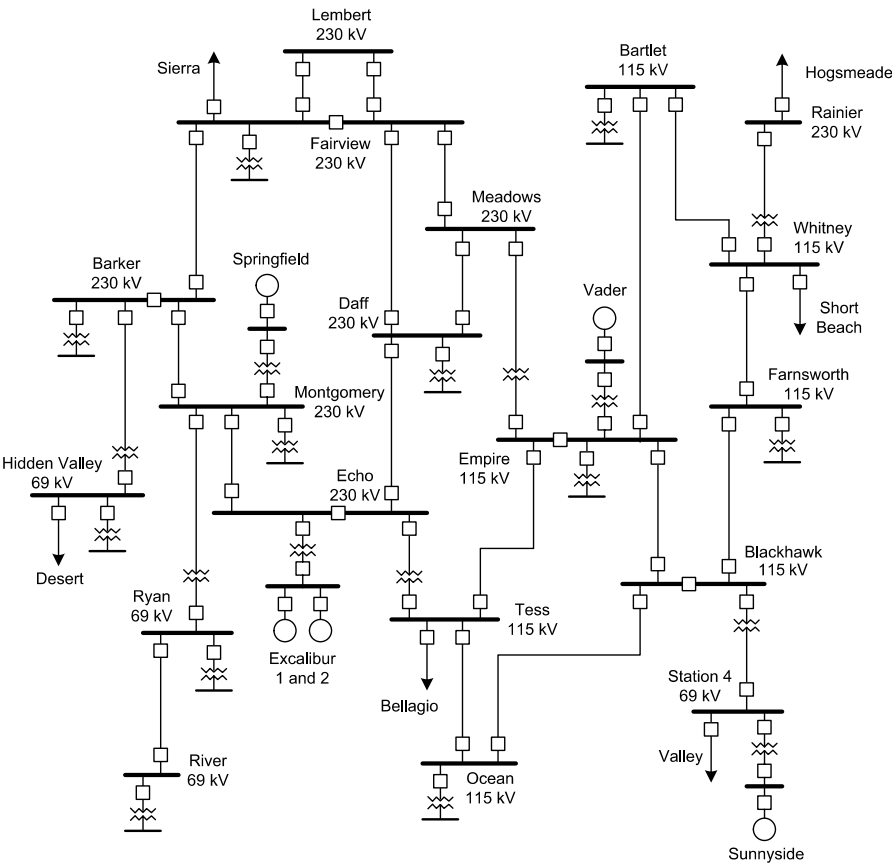 Lembert
230 kV
Bartlet
115 kV
Sierra
Hogsmeade
Rainier
230 kV
Fairview
230 kV
Meadows
230 kV
Whitney
115 kV
Barker
230 kV
Springfield
Vader
Daff
230 kV
Short
Beach
Farnsworth
115 kV
Montgomery
230 kV
Hidden Valley
69 kV
Echo
230 kV
Empire
115 kV
Desert
Blackhawk
115 kV
Ryan
69 kV
Tess
115 kV
Excalibur
1 and 2
Station 4
69 kV
Bellagio
Valley
River
69 kV
Ocean
115 kV
Sunnyside